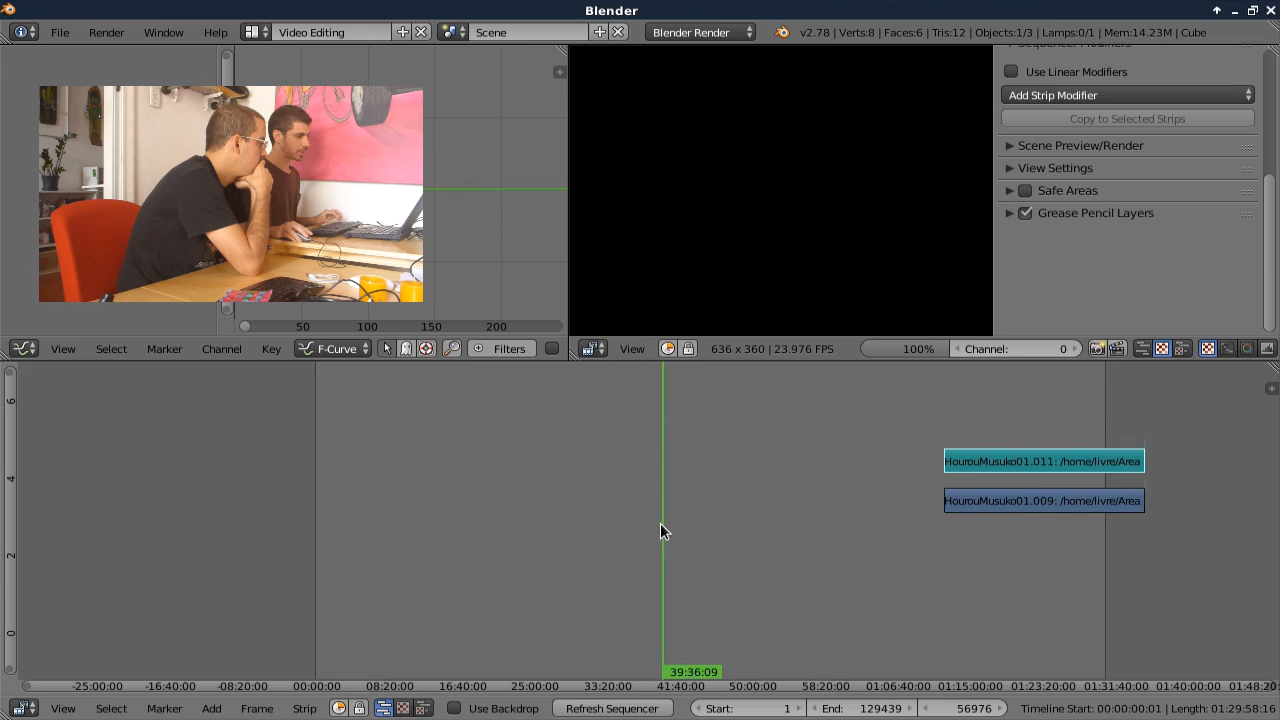 Blender
File Render Window Help Video Editing Scene Blender Render v2.78 | Verts:8 | Faces:6 | Tris:12 | Objects:1/3 | Lamps:0/1 | Mem:14.23M | Cube
Sequencer Modifiers
Use Linear Modifiers
Add Strip Modifier
Copy to Selected Strips
Scene Preview/Render
View Settings
Safe Areas
Grease Pencil Layers
50 100 150 200
View Select Marker Channel Key F-Curve Filters View 636 x 360 | 23.976 FPS 100% Channel: 0
6
4
2
0
HourouMusuko01.011: /home/livre/Area
HourouMusuko01.009: /home/livre/Area
39:36:09
-25:00:00 -16:40:00 -08:20:00 00:00:00 08:20:00 16:40:00 25:00:00 33:20:00 41:40:00 50:00:00 58:20:00 01:06:40:00 01:15:00:00 01:23:20:00 01:31:40:00 01:40:00:00 01:48:20
View Select Marker Add Frame Strip Use Backdrop Refresh Sequencer Start: 1 End: 129439 56976 Timeline Start: 00:00:00:01 | Length: 01:29:58:16